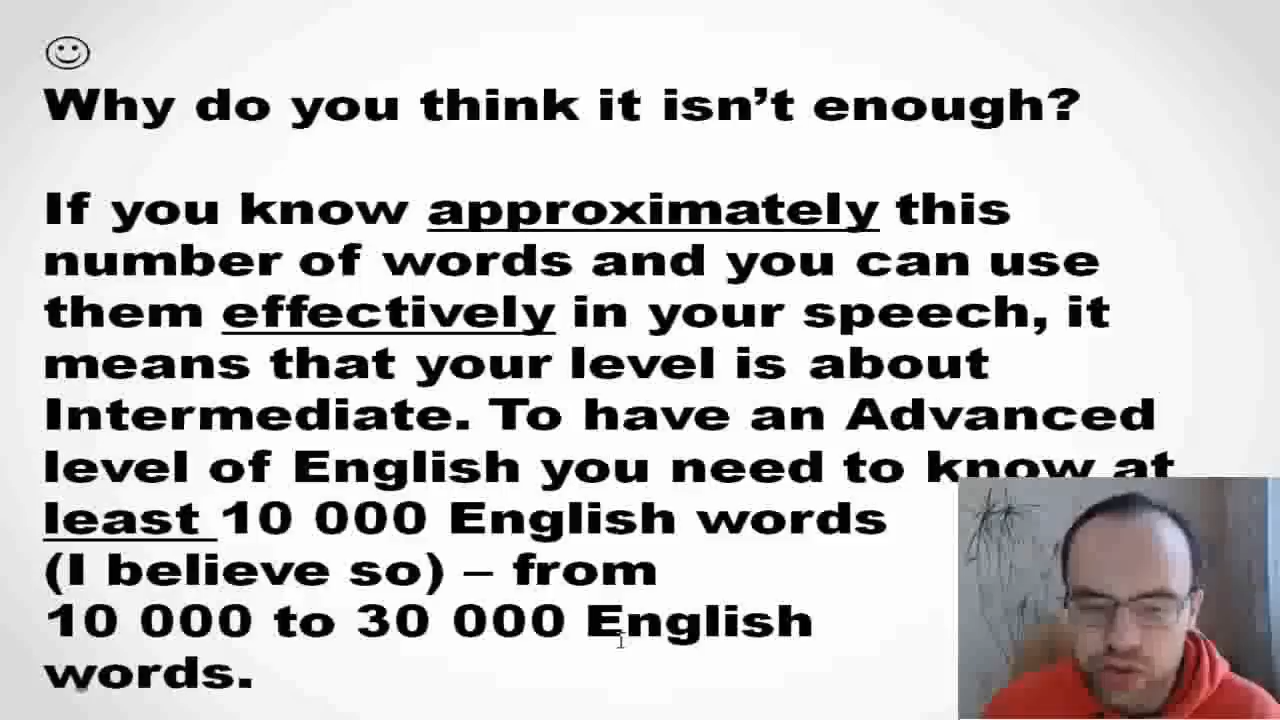 Why do you think it isn’t enough?
If you know approximately this
number of words and you can use
them effectively in your speech, it
means that your level is about
Intermediate. To have an Advanced
level of English you need to know at
least 10 000 English words
(I believe so) – from
10 000 to 30 000 English
words.